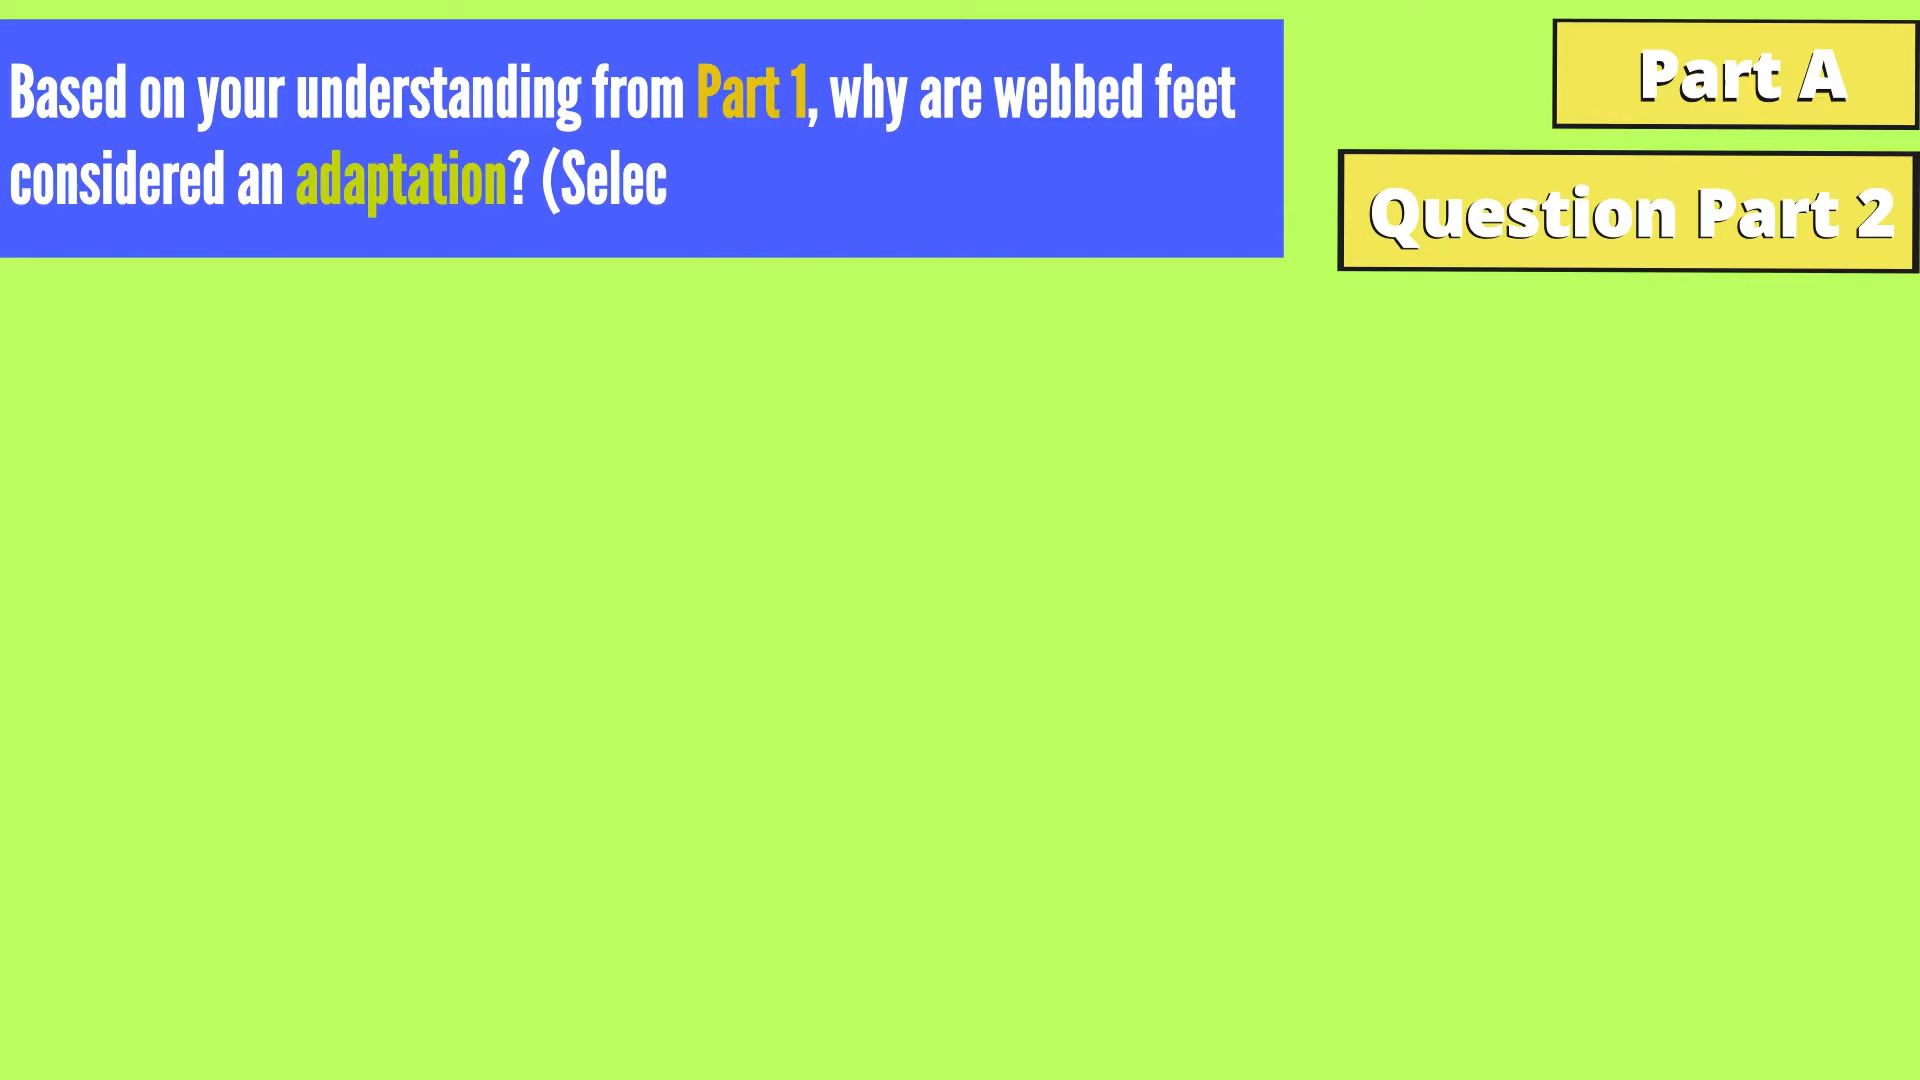 Based on your understanding from Part 1, why are webbed feet
considered an adaptation? (Selec
Part A
Question Part 2